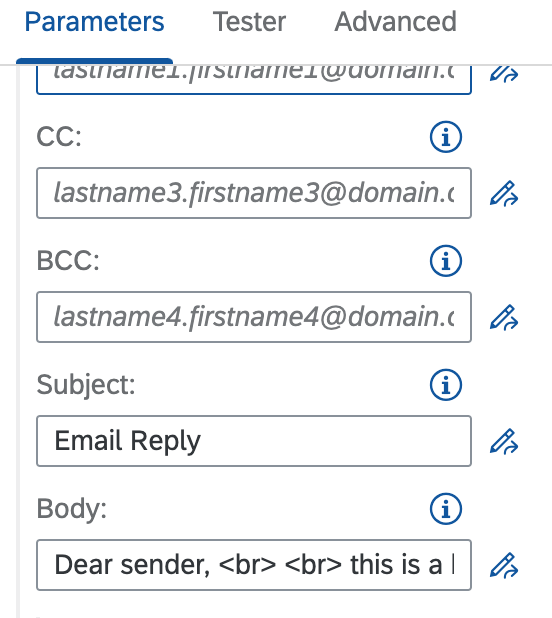 Parameters Tester Advanced
lastname1.firstname1@domain.c
CC:
lastname3.firstname3@domain.c
BCC:
lastname4.firstname4@domain.c
Subject:
Email Reply
Body:
Dear sender, <br> <br> this is a